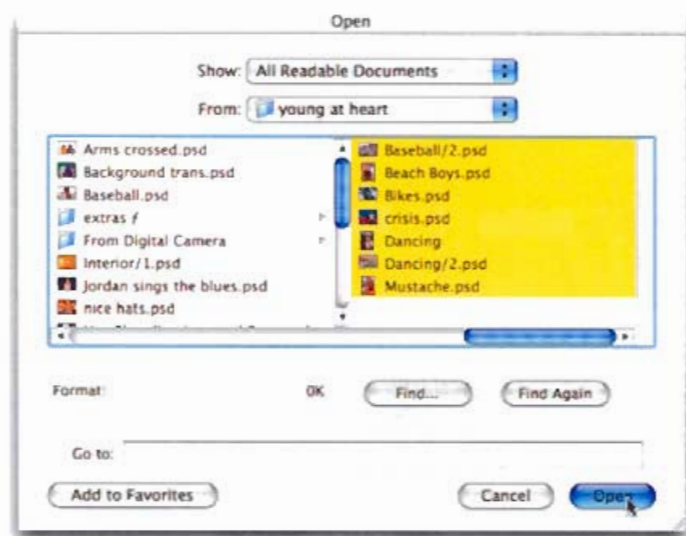 Open
Show: All Readable Documents
From: young at heart
Arms crossed.psd
Background trans.psd
Baseball.psd
extras ƒ
From Digital Camera
Interior/1.psd
Jordan sings the blues.psd
nice hats.psd
Baseball/2.psd
Beach Boys.psd
Bikes.psd
crisis.psd
Dancing
Dancing/2.psd
Mustache.psd
Format: 0K Find... Find Again
Go to:
Add to Favorites Cancel Open